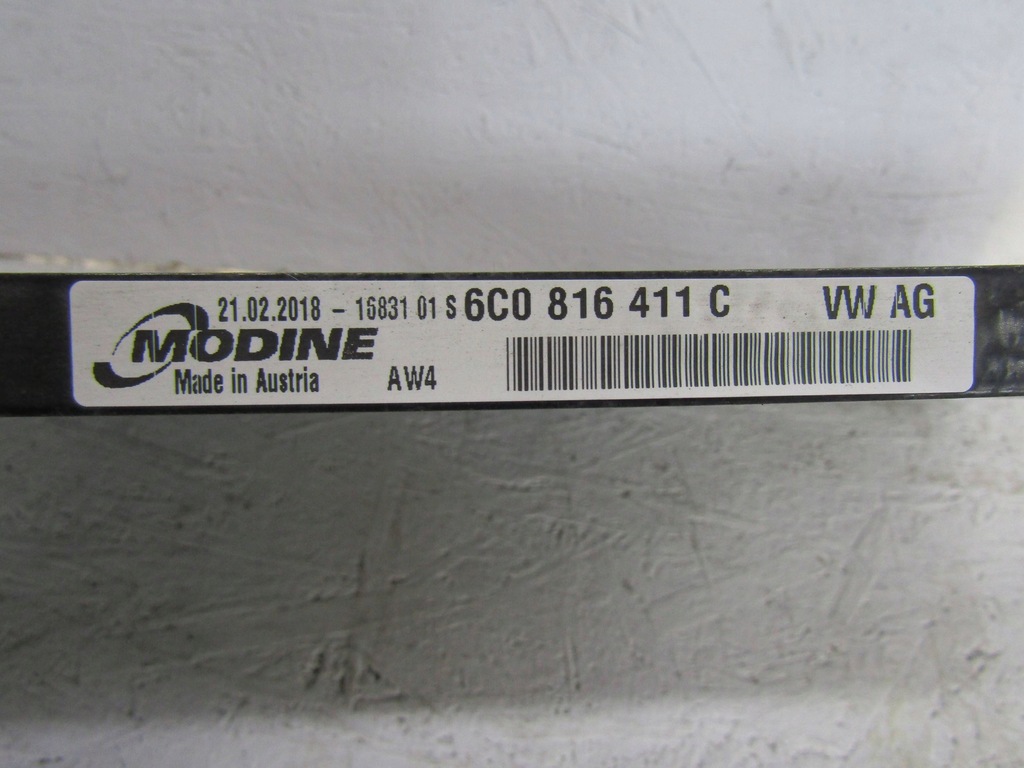 21.02.2018 - 16831 01 S 6C0 816 411 C VW AG
MODINE
Made in Austria AW4